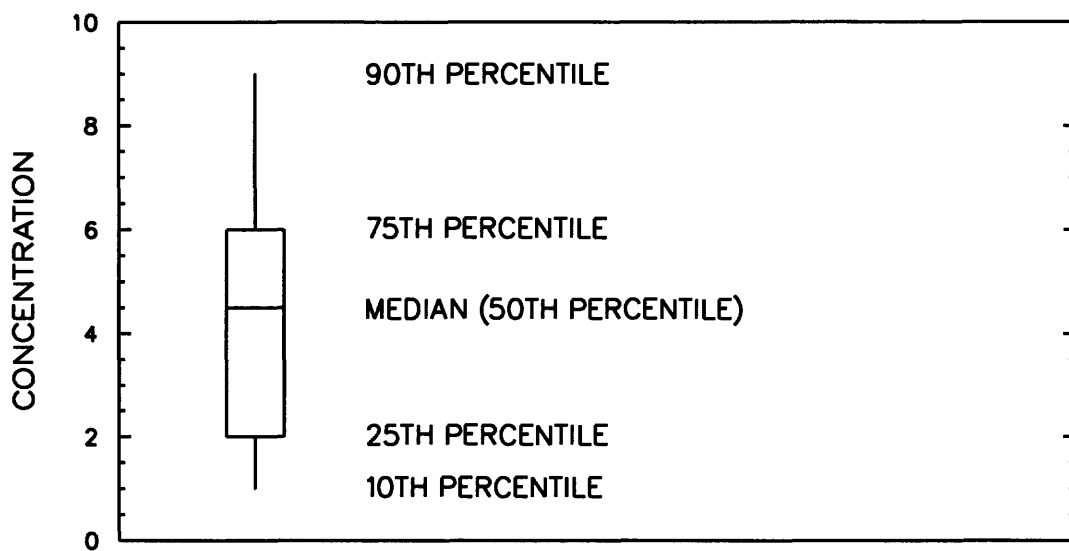 CONCENTRATION
10
8
6
4
2
0
90TH PERCENTILE
75TH PERCENTILE
MEDIAN (50TH PERCENTILE)
25TH PERCENTILE
10TH PERCENTILE